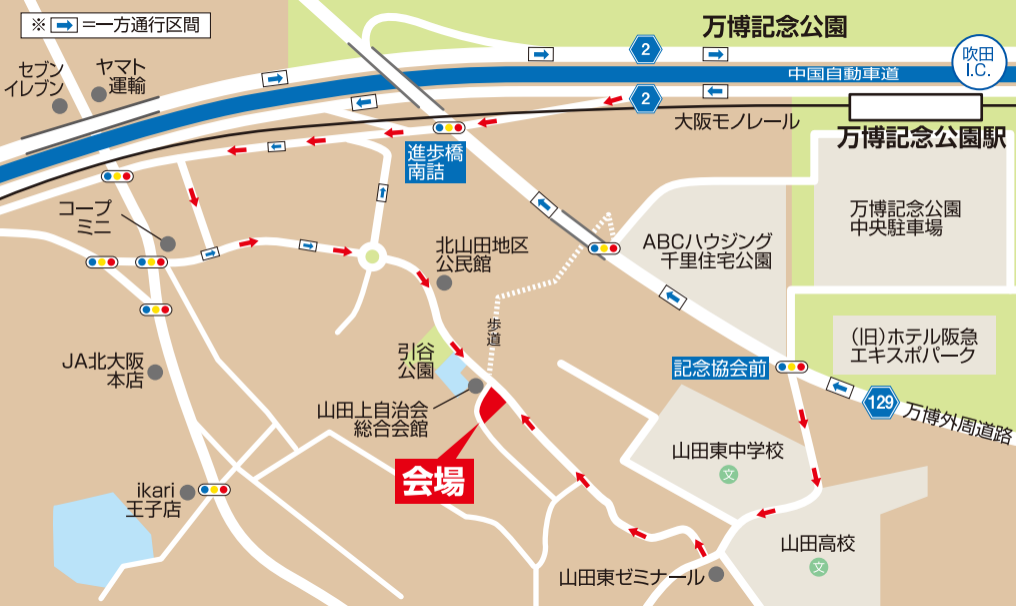 ※ =一方通行区間
万博記念公園
吹田
I.C.
2
中国自動車道
セブン
イレブン
ヤマト
運輸
2
大阪モノレール
万博記念公園駅
進歩橋
南詰
コープ
ミニ
北山田地区
公民館
ABCハウジング
千里住宅公園
万博記念公園
中央駐車場
歩道
(旧)ホテル阪急
エキスポパーク
引谷
公園
JA北大阪
本店
記念協会前
129
万博外周道路
山田上自治会
総合会館
会場
山田東中学校
文
ikari
王子店
山田高校
文
山田東ゼミナール